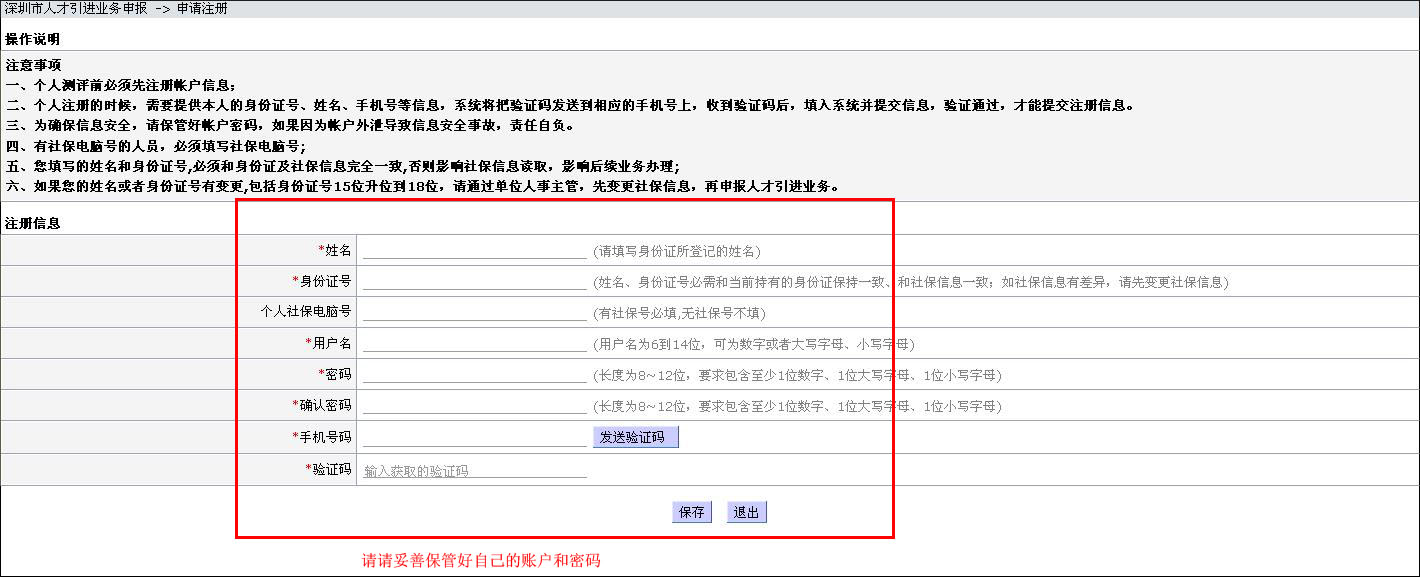 深圳市人才引进业务申报 -> 申请注册
操作说明
注意事项
一、个人测评前必须先注册帐户信息;
二、个人注册的时候，需要提供本人的身份证号、姓名、手机号等信息，系统将把验证码发送到相应的手机号上，收到验证码后，填入系统并提交信息，验证通过，才能提交注册信息。
三、为确保信息安全，请保管好帐户密码，如果因为帐户外泄导致信息安全事故，责任自负。
四、有社保电脑号的人员，必须填写社保电脑号;
五、您填写的姓名和身份证号,必须和身份证及社保信息完全一致,否则影响社保信息读取，影响后续业务办理;
六、如果您的姓名或者身份证号有变更,包括身份证号15位升位到18位，请通过单位人事主管，先变更社保信息，再申报人才引进业务。
注册信息
*姓名 (请填写身份证所登记的姓名)
*身份证号 (姓名、身份证号必需和当前持有的身份证保持一致、和社保信息一致；如社保信息有差异，请先变更社保信息)
个人社保电脑号 (有社保号必填,无社保号不填)
*用户名 (用户名为6到14位，可为数字或者大写字母、小写字母)
*密码 (长度为8~12位，要求包含至少1位数字、1位大写字母、1位小写字母)
*确认密码 (长度为8~12位，要求包含至少1位数字、1位大写字母、1位小写字母)
*手机号码 发送验证码
*验证码 输入获取的验证码
保存 退出
请请妥善保管好自己的账户和密码